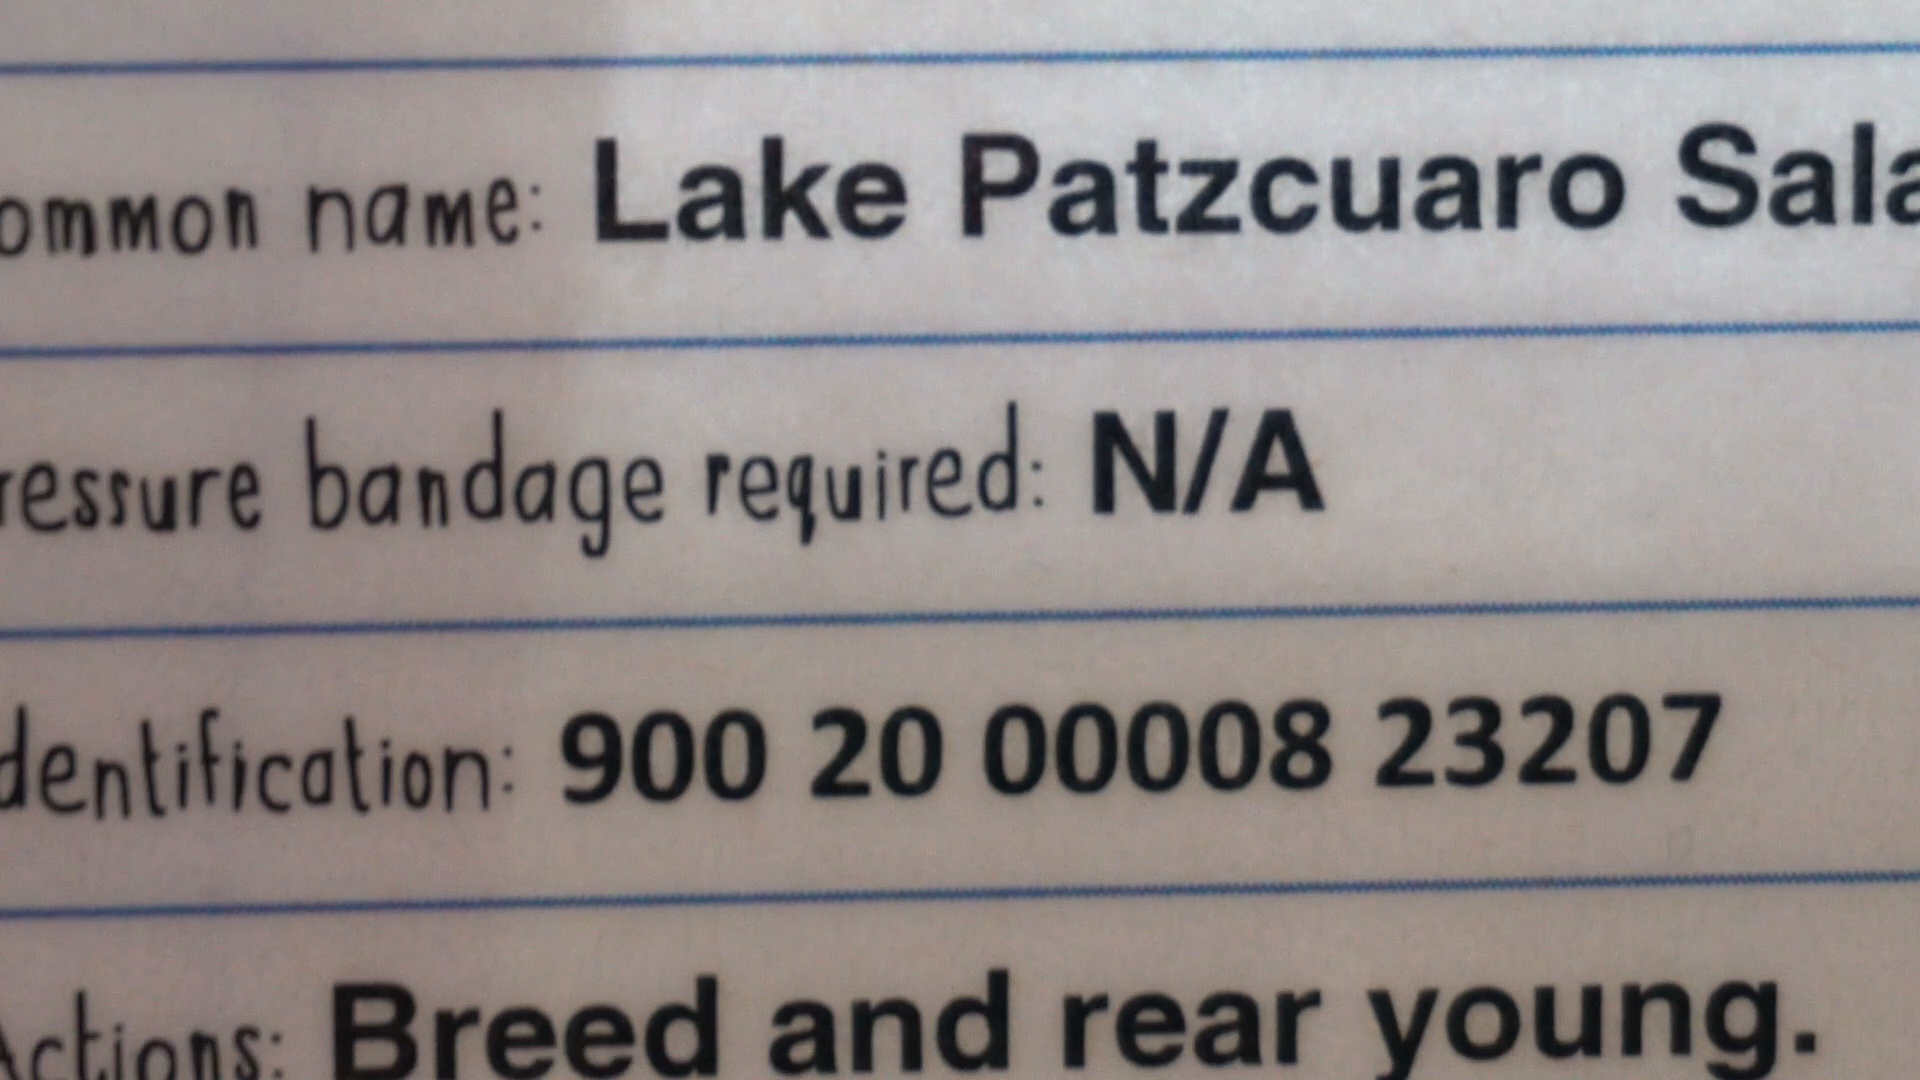 ommon name: Lake Patzcuaro Sala
ressure bandage required: N/A
dentification: 900 20 00008 23207
Actions: Breed and rear young.